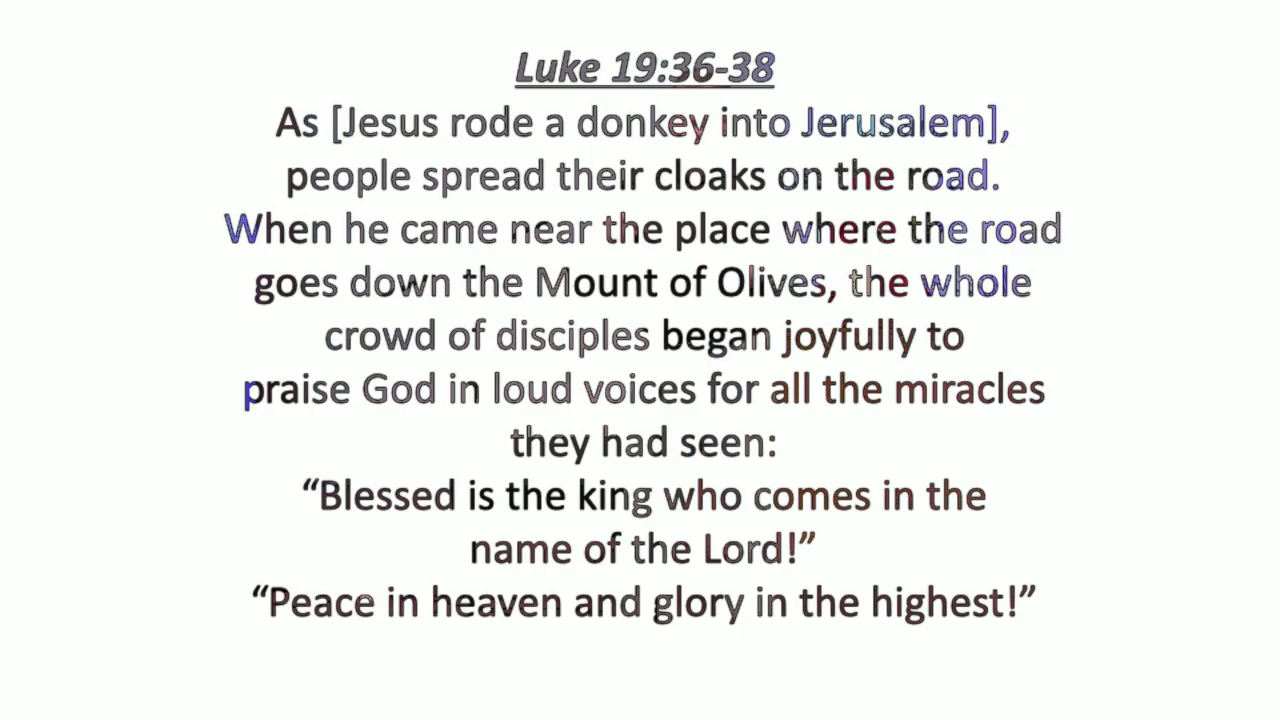 Luke 19:36-38
As [Jesus rode a donkey into Jerusalem],
people spread their cloaks on the road.
When he came near the place where the road
goes down the Mount of Olives, the whole
crowd of disciples began joyfully to
praise God in loud voices for all the miracles
they had seen:
“Blessed is the king who comes in the
name of the Lord!”
“Peace in heaven and glory in the highest!”